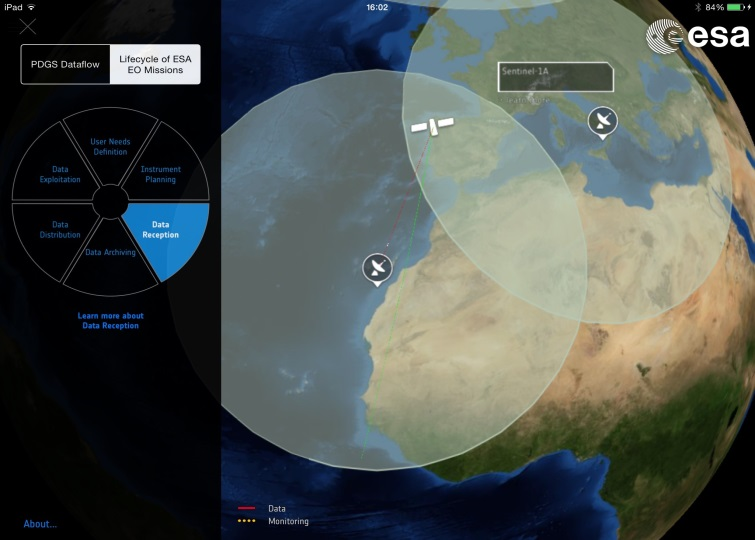 iPad
16:02
84%
esa
PDGS Dataflow
Lifecycle of ESA
EO Missions
Sentinel-1A
User Needs
Definition
Data
Exploitation
Instrument
Planning
Data
Distribution
Data
Reception
Data Archiving
Learn more about
Data Reception
Data
Monitoring
About...